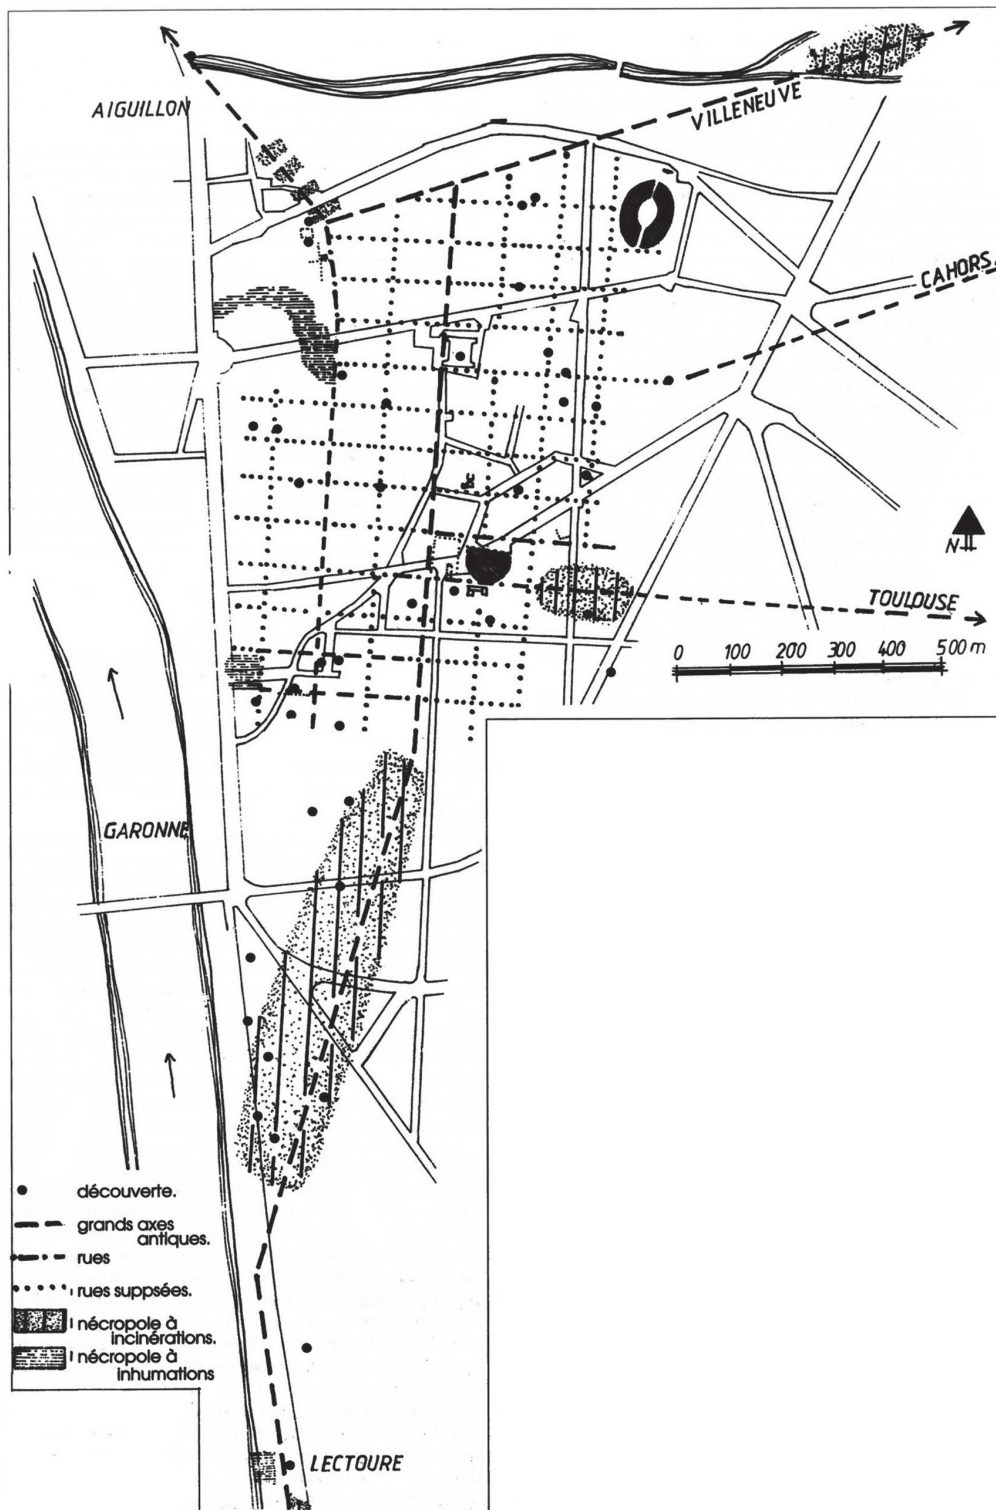 AIGUILLON
VILLENEUVE
CAHORS.
N
TOULOUSE
0 100 200 300 400 500 m
GARONNE
découverte.
grands axes
antiques.
rues
rues suppsées.
nécropole à
incinérations.
nécropole à
inhumations
LECTOURE